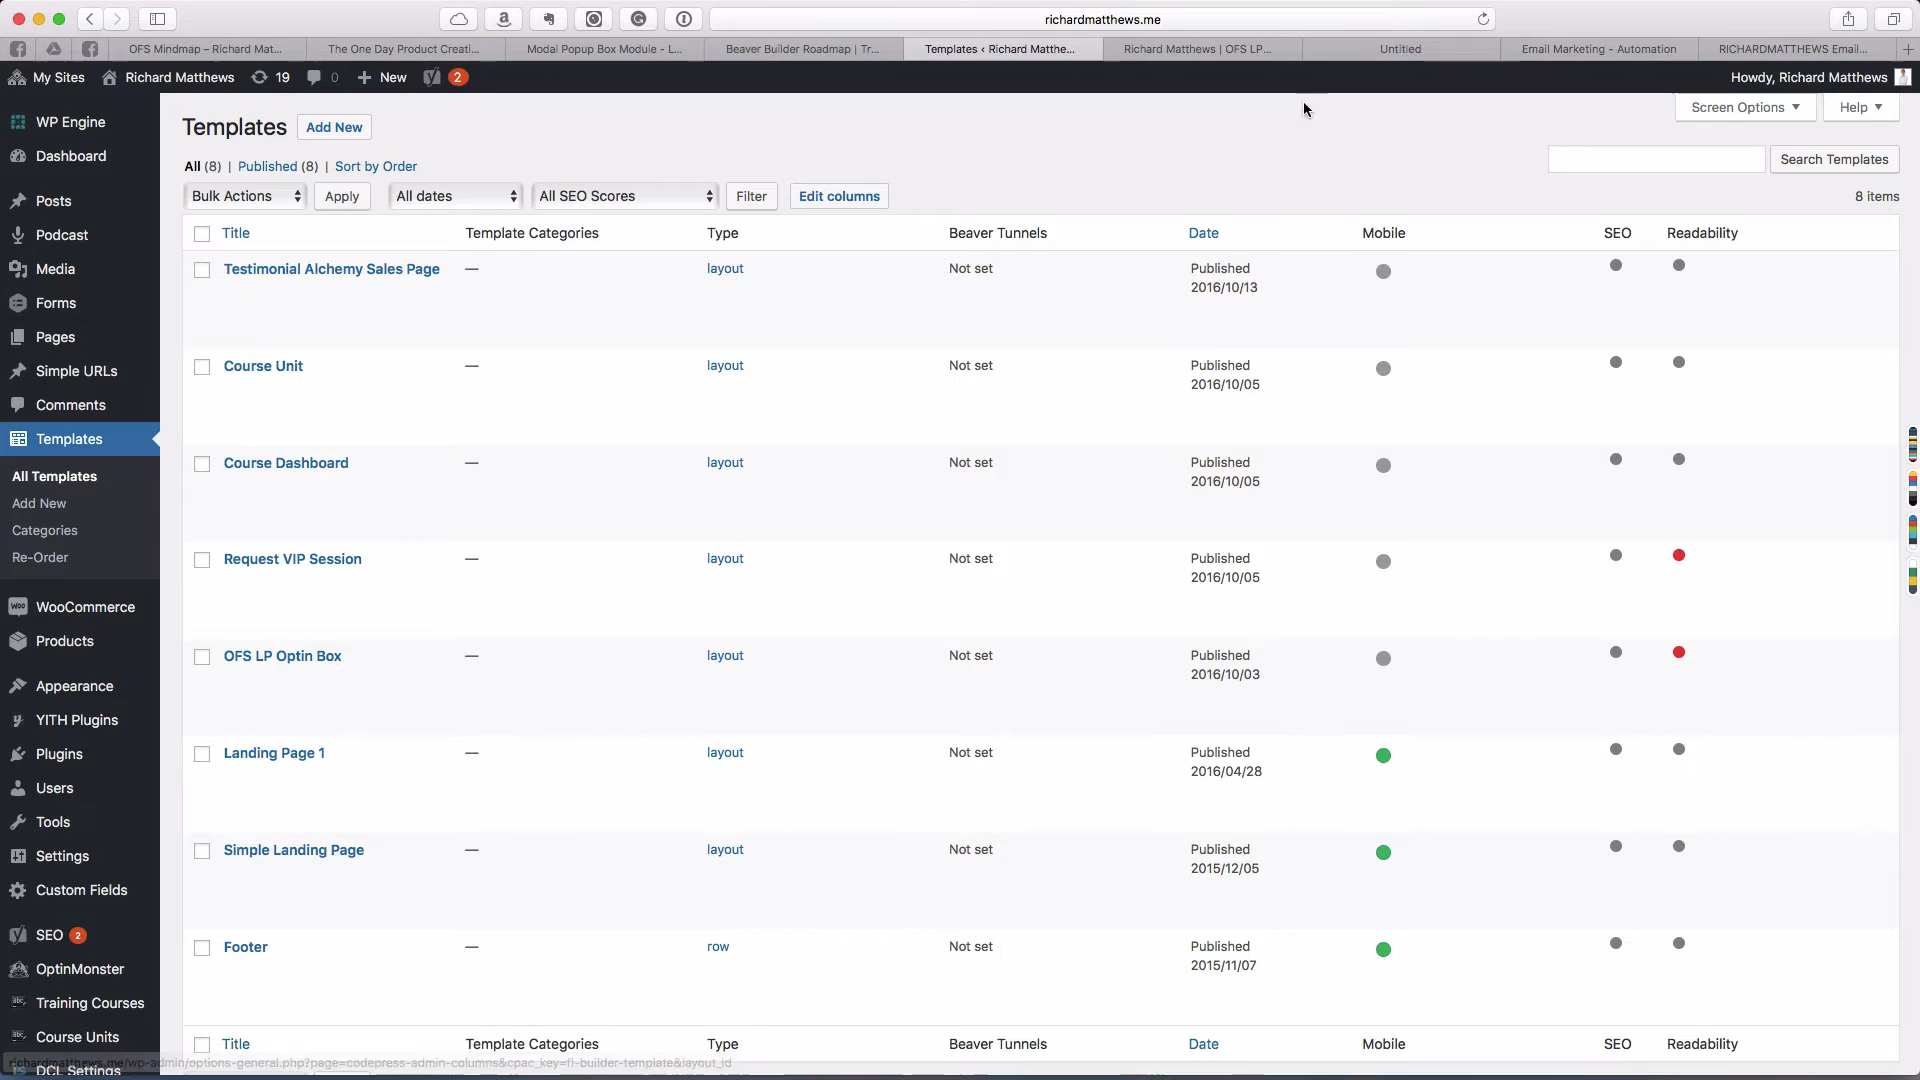 richardmatthews.me
OFS Mindmap – Richard Mat...
The One Day Product Creati...
Modal Popup Box Module - L...
Beaver Builder Roadmap | Tr...
Templates ‹ Richard Matthe...
Richard Matthews | OFS LP...
Untitled
Email Marketing - Automation
RICHARDMATTHEWS Email...
My Sites
Richard Matthews
19
0
New
2
Howdy, Richard Matthews
WP Engine
Dashboard
Posts
Podcast
Media
Forms
Pages
Simple URLs
Comments
Templates
All Templates
Add New
Categories
Re-Order
WooCommerce
Products
Appearance
YITH Plugins
Plugins
Users
Tools
Settings
Custom Fields
SEO 2
OptinMonster
Training Courses
Course Units
DCL Settings
Templates Add New
Screen Options
Help
All (8) | Published (8) | Sort by Order
Search Templates
Bulk Actions Apply All dates All SEO Scores Filter Edit columns
8 items
Title Template Categories Type Beaver Tunnels Date Mobile SEO Readability
Testimonial Alchemy Sales Page — layout Not set Published
2016/10/13
Course Unit — layout Not set Published
2016/10/05
Course Dashboard — layout Not set Published
2016/10/05
Request VIP Session — layout Not set Published
2016/10/05
OFS LP Optin Box — layout Not set Published
2016/10/03
Landing Page 1 — layout Not set Published
2016/04/28
Simple Landing Page — layout Not set Published
2015/12/05
Footer — row Not set Published
2015/11/07
Title Template Categories Type Beaver Tunnels Date Mobile SEO Readability
richardmatthews.me/wp-admin/options-general.php?page=codepress-admin-columns&cpac_key=fl-builder-template&layout_id